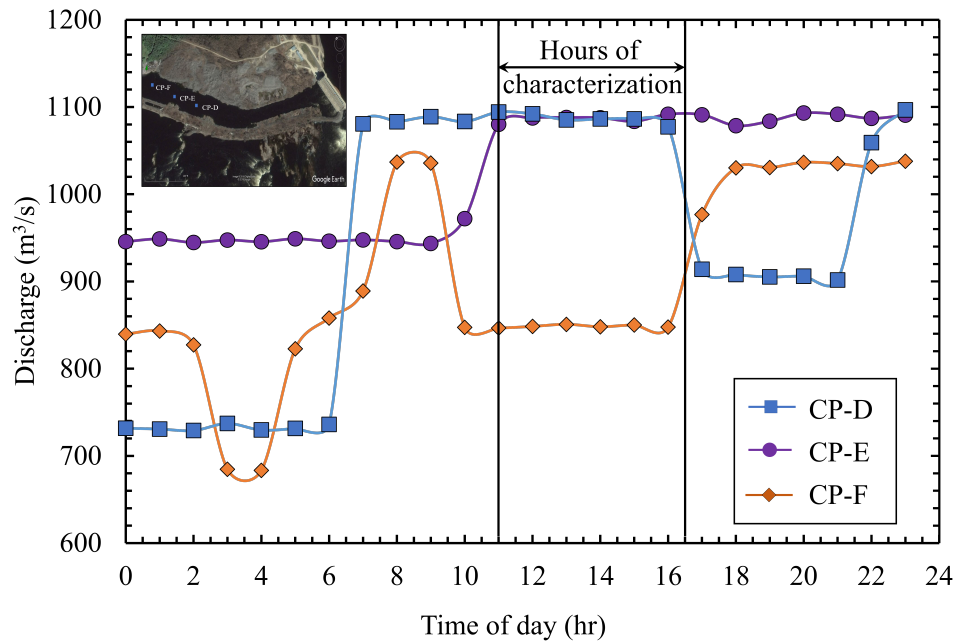 1200
1100
1000
900
800
700
600
Discharge (m³/s)
CP-F
CP-E
CP-D
Google Earth
Hours of
characterization
CP-D
CP-E
CP-F
0 2 4 6 8 10 12 14 16 18 20 22 24
Time of day (hr)